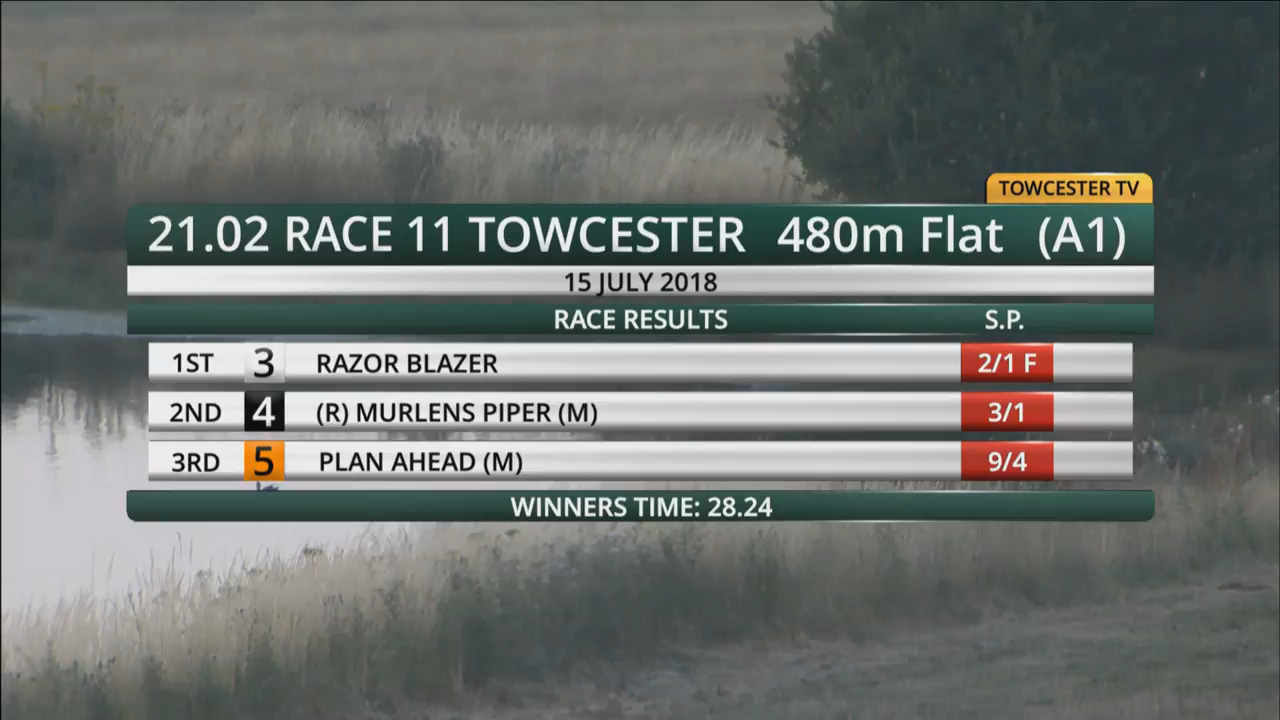 TOWCESTER TV
21.02 RACE 11 TOWCESTER 480m Flat (A1)
15 JULY 2018
RACE RESULTS S.P.
1ST 3 RAZOR BLAZER 2/1 F
2ND 4 (R) MURLENS PIPER (M) 3/1
3RD 5 PLAN AHEAD (M) 9/4
WINNERS TIME: 28.24